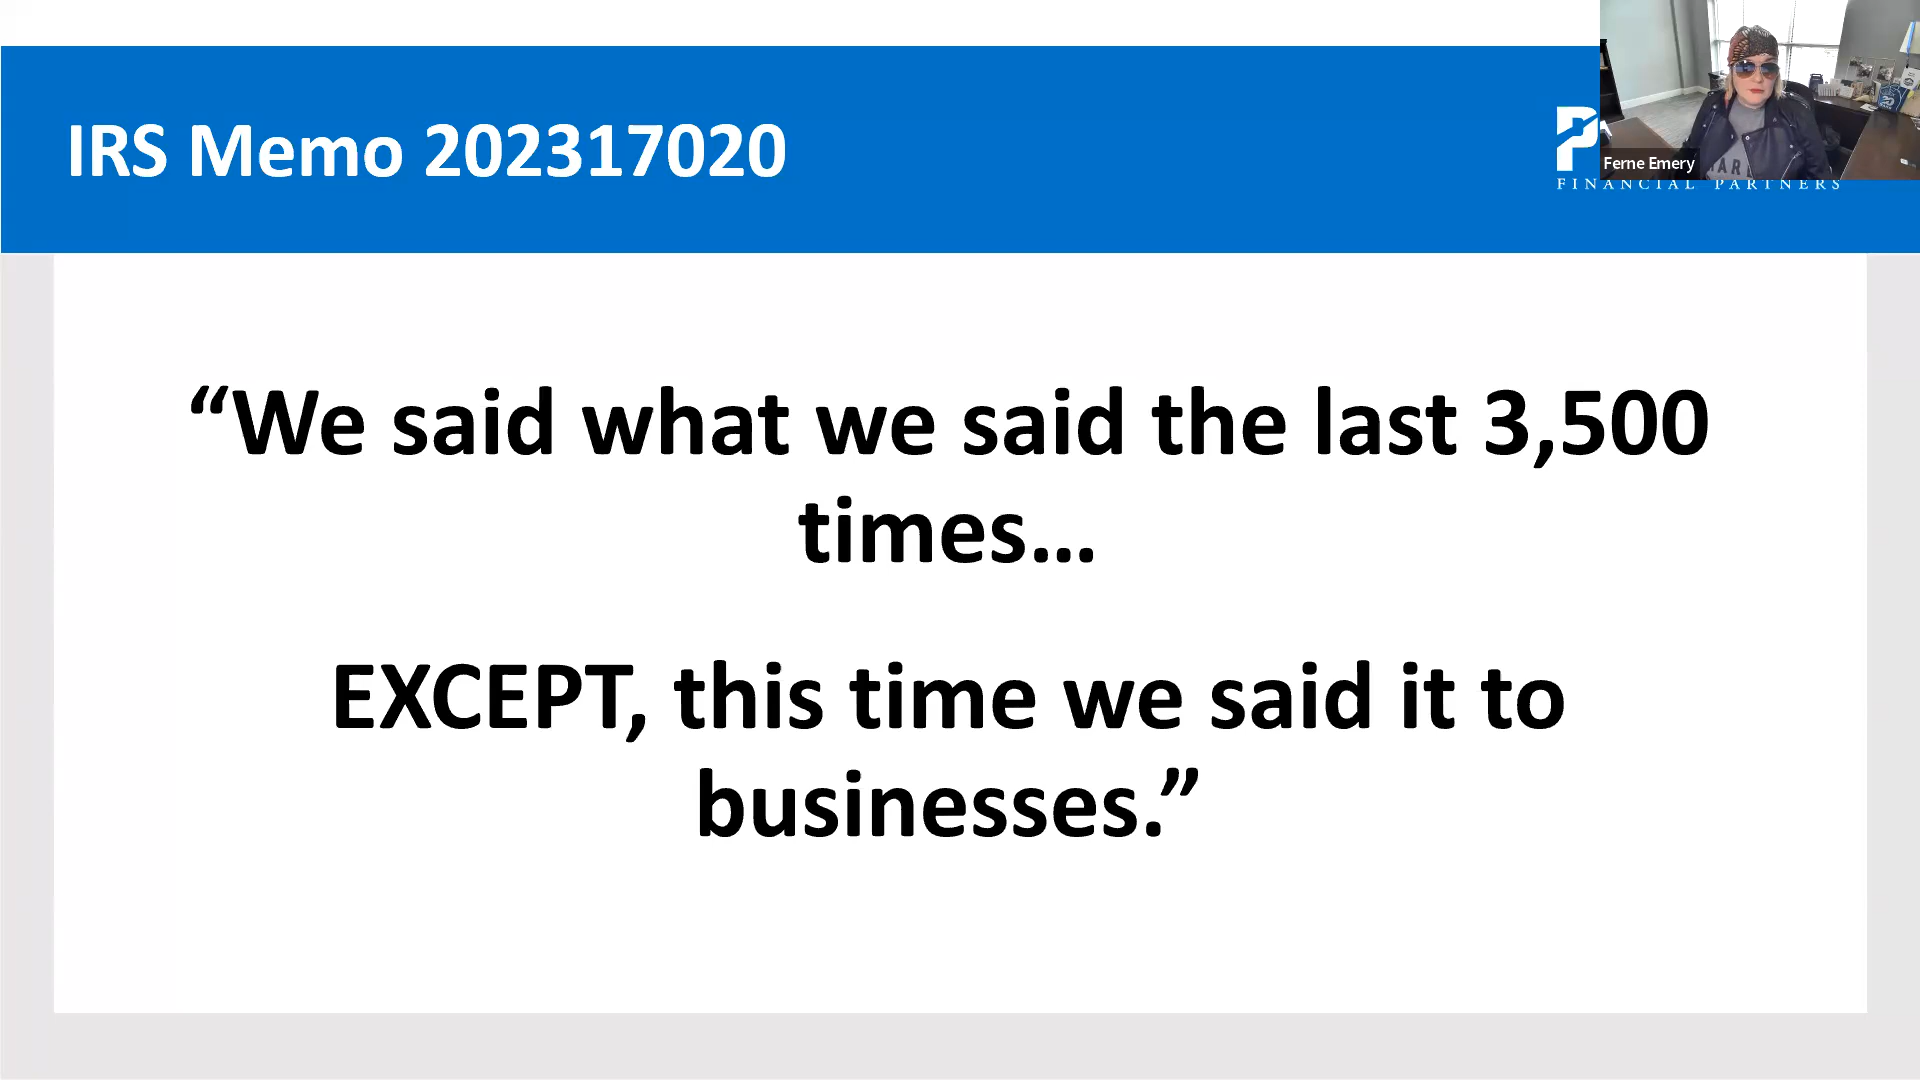 IRS Memo 202317020
P
FINANCIAL PARTNERS
Ferne Emery
“We said what we said the last 3,500
times...
EXCEPT, this time we said it to
businesses.”